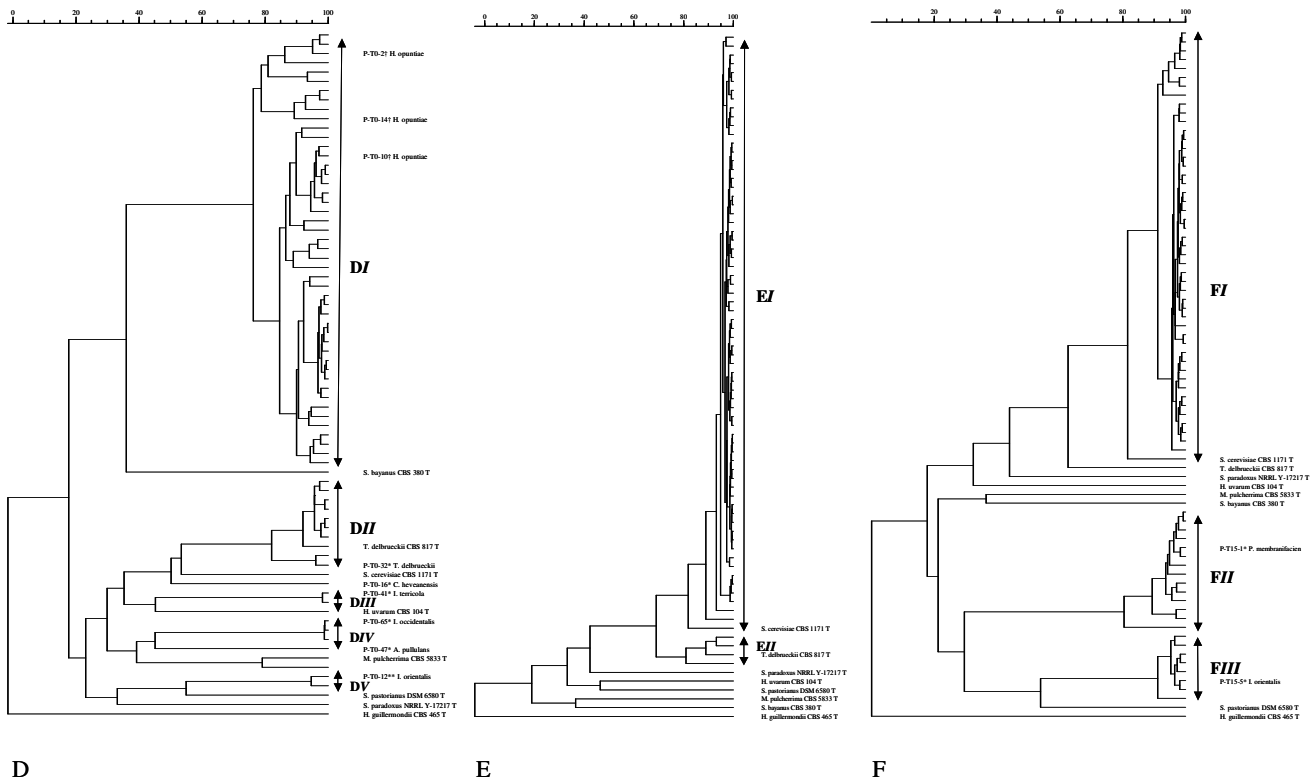 0 20 40 60 80 100
P-T0-2† H. opuntiae
P-T0-14† H. opuntiae
P-T0-10† H. opuntiae
DI
S. bayanus CBS 380 T
DII
T. delbrueckii CBS 817 T
P-T0-32* T. delbrueckii
S. cerevisiae CBS 1171 T
P-T0-16* C. heveanensis
P-T0-41* I. terricola
DIII
H. uvarum CBS 104 T
P-T0-65* I. occidentalis
DIV
P-T0-47* A. pullulans
M. pulcherrima CBS 5833 T
P-T0-12** I. orientalis
DV
S. pastorianus DSM 6580 T
S. paradoxus NRRL Y-17217 T
H. guilliermondii CBS 465 T
D
0 20 40 60 80 100
EI
S. cerevisiae CBS 1171 T
EII
T. delbrueckii CBS 817 T
S. paradoxus NRRL Y-17217 T
H. uvarum CBS 104 T
S. pastorianus DSM 6580 T
M. pulcherrima CBS 5833 T
S. bayanus CBS 380 T
H. guilliermondii CBS 465 T
E
20 40 60 80 100
FI
S. cerevisiae CBS 1171 T
T. delbrueckii CBS 817 T
S. paradoxus NRRL Y-17217 T
H. uvarum CBS 104 T
M. pulcherrima CBS 5833 T
S. bayanus CBS 380 T
P-T15-1* P. membranifacien
FII
FIII
P-T15-5* I. orientalis
S. pastorianus DSM 6580 T
H. guilliermondii CBS 465 T
F